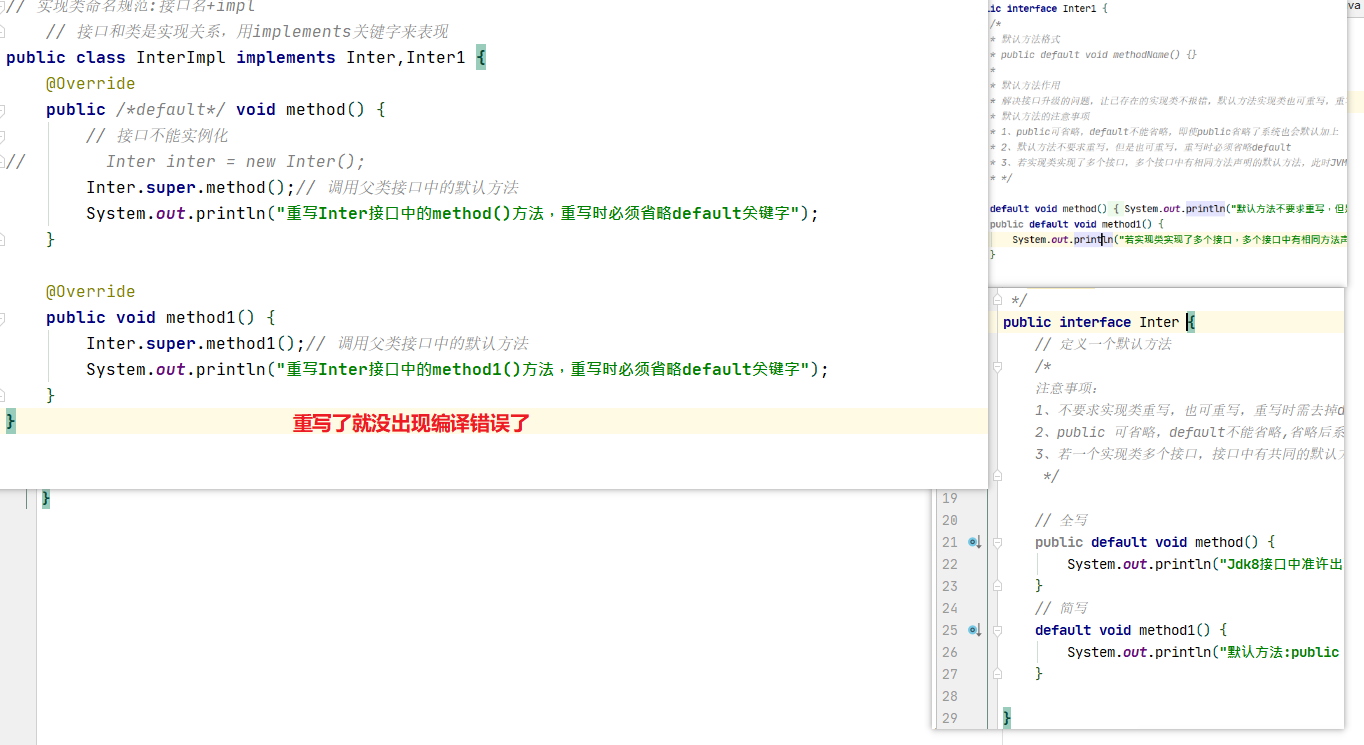 // 实现类命名规范:接口名+impl
// 接口和类是实现关系，用implements关键字来表现
public class InterImpl implements Inter,Inter1 {
@Override
public /*default*/ void method() {
// 接口不能实例化
// Inter inter = new Inter();
Inter.super.method();// 调用父类接口中的默认方法
System.out.println("重写Inter接口中的method()方法，重写时必须省略default关键字");
}
@Override
public void method1() {
Inter.super.method1();// 调用父类接口中的默认方法
System.out.println("重写Inter接口中的method1()方法，重写时必须省略default关键字");
}
}
重写了就没出现编译错误了
}
lic interface Inter1 {
/*
* 默认方法格式
* public default void methodName() {}
*
* 默认方法作用
* 解决接口升级的问题，让已存在的实现类不报错，默认方法实现类也可重写，重
* 默认方法的注意事项
* 1、public可省略，default不能省略，即便public省略了系统也会默认加上
* 2、默认方法不要求重写，但是也可重写，重写时必须省略default
* 3、若实现类实现了多个接口，多个接口中有相同方法声明的默认方法，此时JVM
* */
default void method() { System.out.println("默认方法不要求重写，但
public default void method1() {
System.out.println("若实现类实现了多个接口，多个接口中有相同方法声
}
va
*/
public interface Inter {
// 定义一个默认方法
/*
注意事项：
1、不要求实现类重写，也可重写，重写时需去掉d
2、public 可省略，default不能省略,省略后系
3、若一个实现类多个接口，接口中有共同的默认方
*/
19
20 // 全写
21 public default void method() {
22 System.out.println("Jdk8接口中准许出
23 }
24 // 简写
25 default void method1() {
26 System.out.println("默认方法:public
27 }
28
29 }